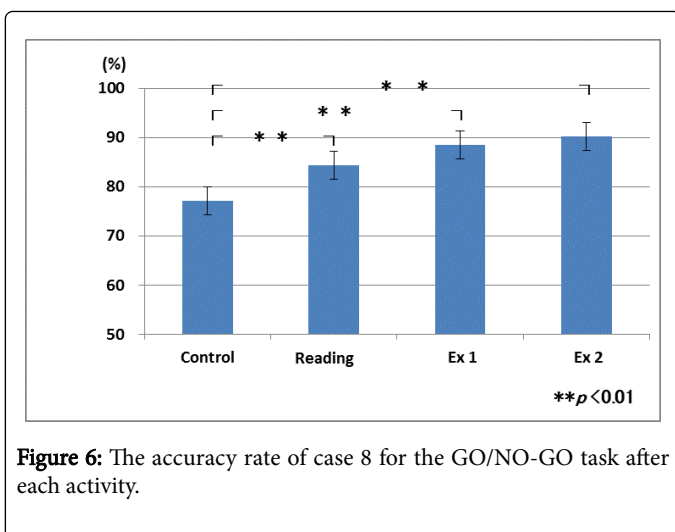 (%)
100
* *
* *
90
* *
80
70
60
50
Control Reading Ex 1 Ex 2
**p<0.01
Figure 6: The accuracy rate of case 8 for the GO/NO-GO task after
each activity.